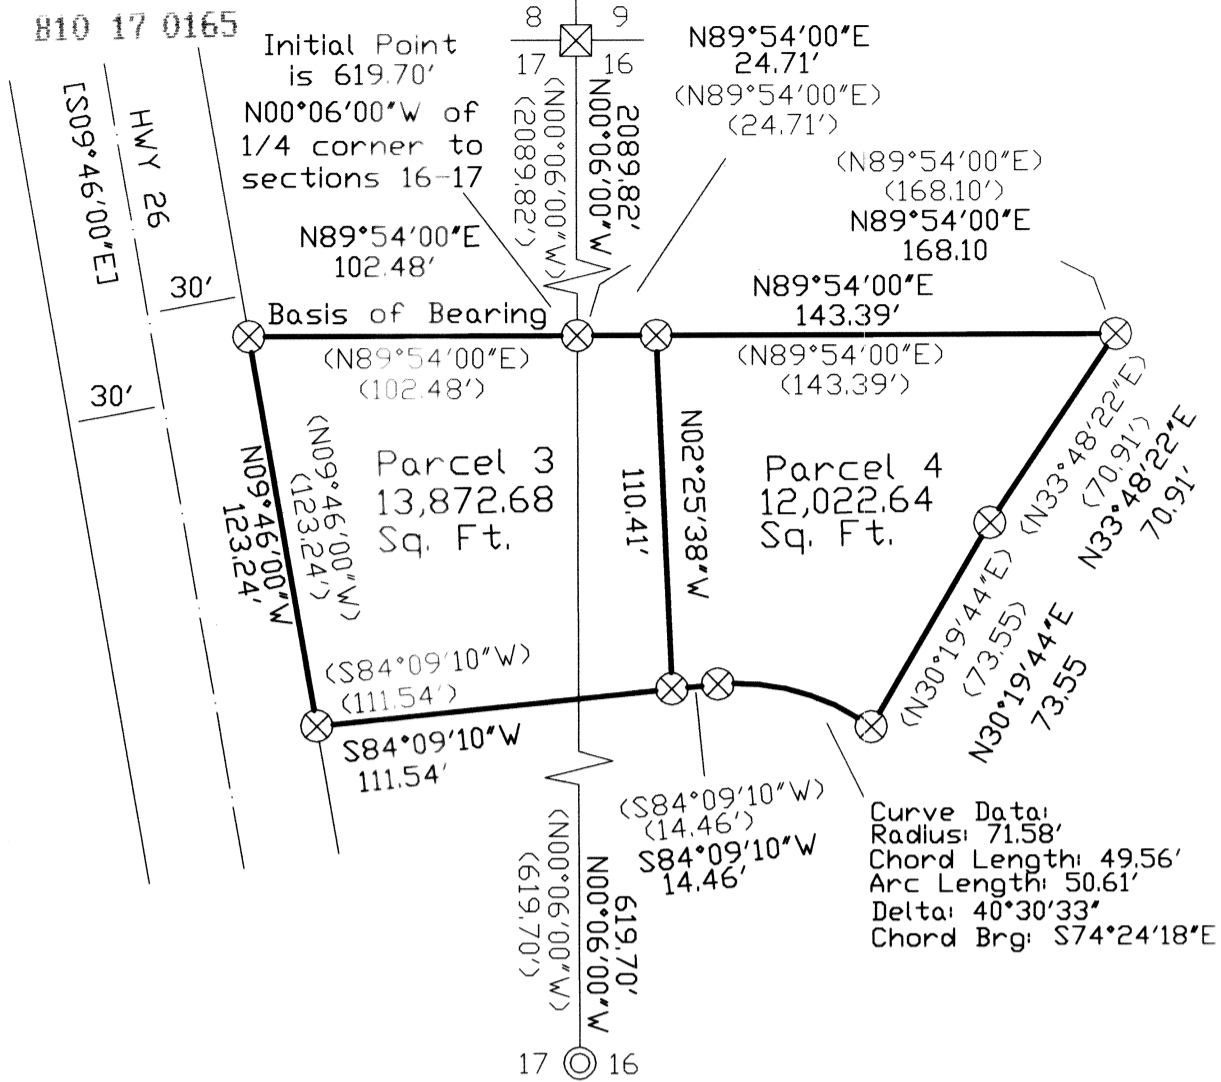 810 17 0165
8 9
17 16
Initial Point
is 619.70'
N00°06'00"W of
1/4 corner to
sections 16-17
[S09°46'00"E]
HWY 26
30'
30'
(N00°06'00"W)
(2089.82')
2089.82'
N00°06'00"W
N89°54'00"E
24.71'
(N89°54'00"E)
(24.71')
(N89°54'00"E)
(168.10')
N89°54'00"E
168.10
N89°54'00"E
102.48'
Basis of Bearing
(N89°54'00"E)
(102.48')
N89°54'00"E
143.39'
(N89°54'00"E)
(143.39')
N09°46'00"W
123.24'
(N09°46'00"W)
(123.24')
Parcel 3
13,872.68
Sq. Ft.
N02°25'38"W
110.41'
Parcel 4
12,022.64
Sq. Ft.
(N33°48'22"E)
(70.91')
N33°48'22"E
70.91'
(N30°19'44"E)
(73.55)
N30°19'44"E
73.55
(S84°09'10"W)
(111.54')
S84°09'10"W
111.54'
(S84°09'10"W)
(14.46')
S84°09'10"W
14.46'
Curve Data:
Radius: 71.58'
Chord Length: 49.56'
Arc Length: 50.61'
Delta: 40°30'33"
Chord Brg: S74°24'18"E
619.70'
N00°06'00"W
(N00°06'00"W)
(619.70')
17 16